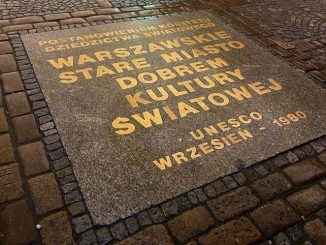 POSTANOWIENIEM KOMITETU
DZIEDZICTWA ŚWIATOWEGO
WARSZAWSKIE
STARE MIASTO
DOBREM
KULTURY
ŚWIATOWEJ
UNESCO
WRZESIEŃ - 1980